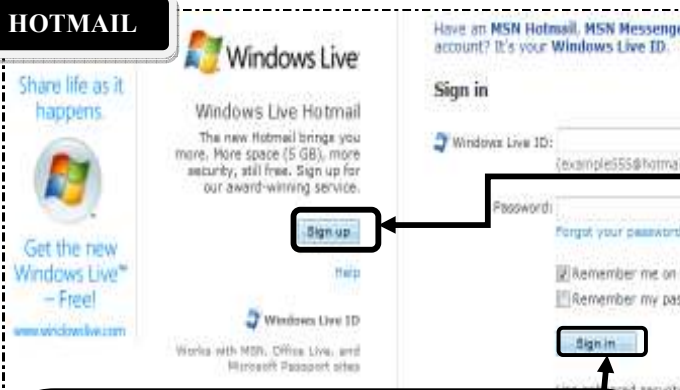 HOTMAIL
Share life as it
happens.
Get the new
Windows Live™
– Free!
www.windowslive.com
Windows Live
Windows Live Hotmail
The new Hotmail brings you
more. More space (5 GB), more
security, still free. Sign up for
our award-winning service.
Sign up
Help
Windows Live ID
Works with MSN, Office Live, and
Microsoft Passport sites
Have an MSN Hotmail, MSN Messenge
account? It's your Windows Live ID.
Sign in
Windows Live ID:
(example555@hotmai
Password:
Forgot your password
Remember me on
Remember my pas
Sign in